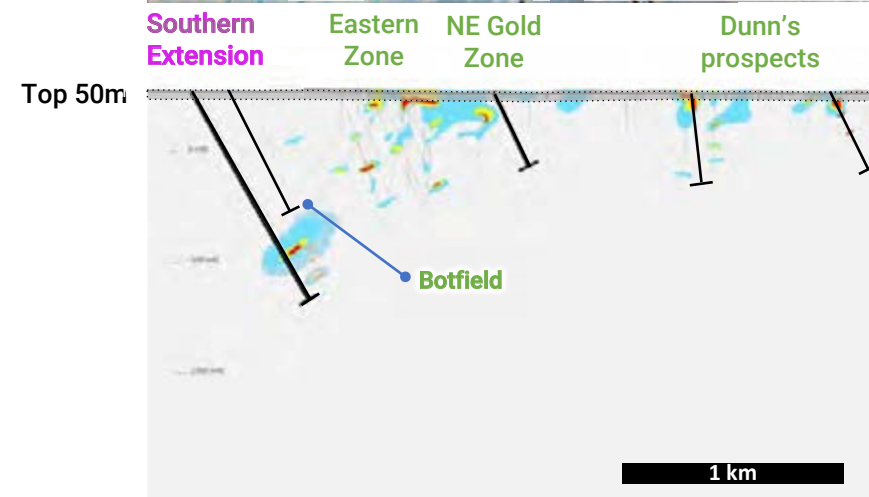 Southern
Extension
Eastern
Zone
NE Gold
Zone
Dunn’s
prospects
Top 50m
Botfield
1 km